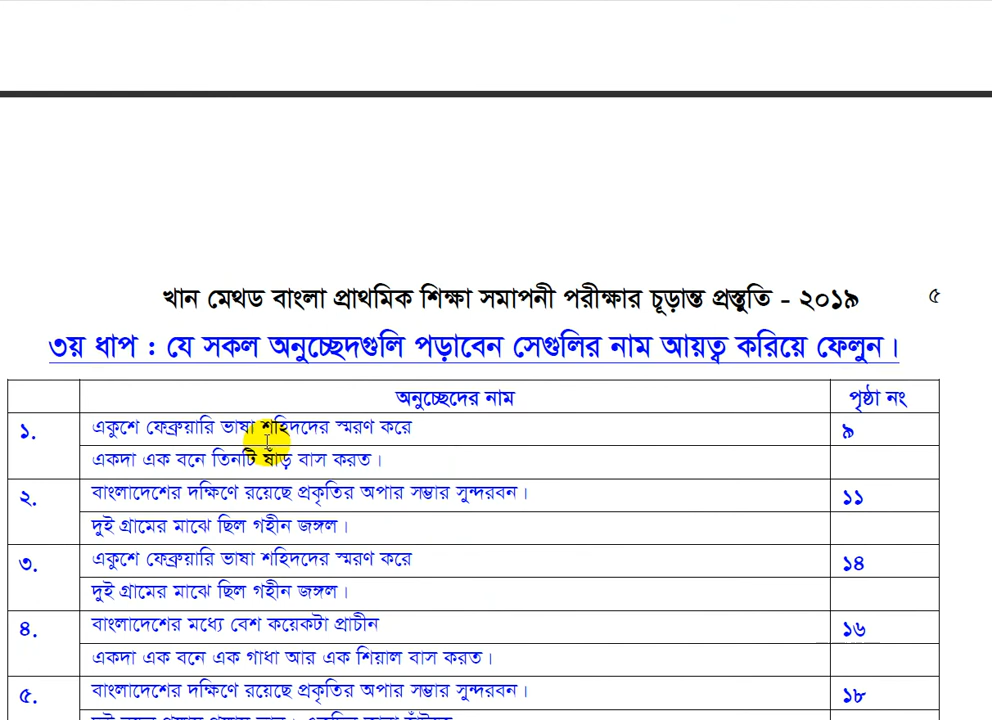 খান মেথড বাংলা প্রাথমিক শিক্ষা সমাপনী পরীক্ষার চূড়ান্ত প্রস্তুতি - ২০১৯ ৫
৩য় ধাপ : যে সকল অনুচ্ছেদগুলি পড়াবেন সেগুলির নাম আয়ত্ব করিয়ে ফেলুন।
অনুচ্ছেদের নাম পৃষ্ঠা নং
১. একুশে ফেব্রুয়ারি ভাষা শহিদদের স্মরণ করে ৯
একদা এক বনে তিনটি ষাঁড় বাস করত।
২. বাংলাদেশের দক্ষিণে রয়েছে প্রকৃতির অপার সম্ভার সুন্দরবন। ১১
দুই গ্রামের মাঝে ছিল গহীন জঙ্গল।
৩. একুশে ফেব্রুয়ারি ভাষা শহিদদের স্মরণ করে ১৪
দুই গ্রামের মাঝে ছিল গহীন জঙ্গল।
৪. বাংলাদেশের মধ্যে বেশ কয়েকটা প্রাচীন ১৬
একদা এক বনে এক গাধা আর এক শিয়াল বাস করত।
৫. বাংলাদেশের দক্ষিণে রয়েছে প্রকৃতির অপার সম্ভার সুন্দরবন। ১৮